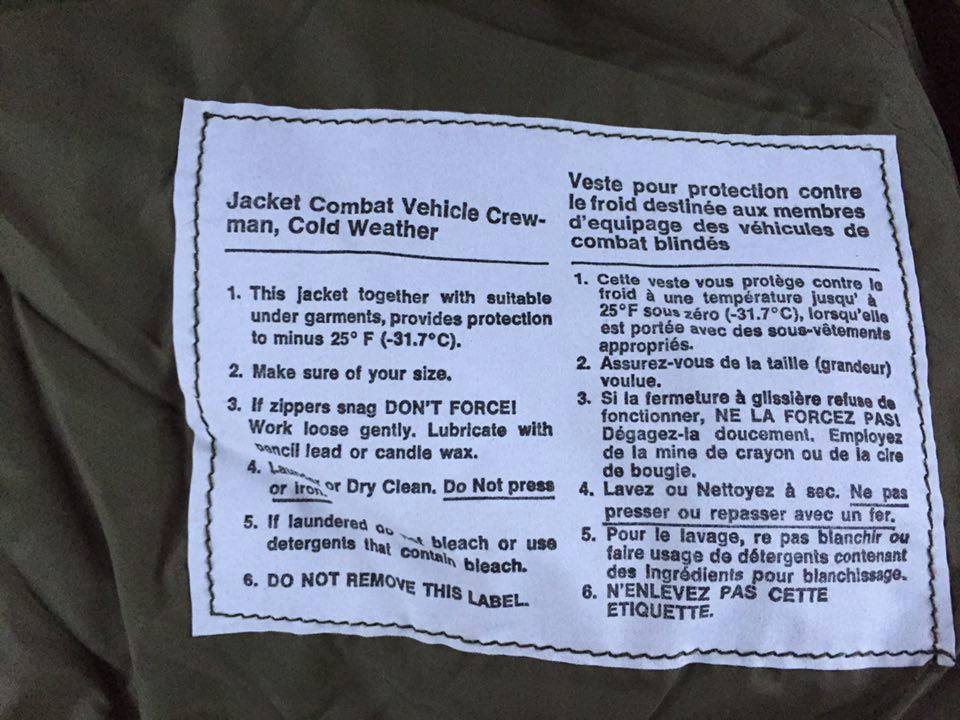 Jacket Combat Vehicle Crew-
man, Cold Weather
1. This jacket together with suitable
under garments, provides protection
to minus 25° F (-31.7°C).
2. Make sure of your size.
3. If zippers snag DON'T FORCE!
Work loose gently. Lubricate with
pencil lead or candle wax.
4. or Dry Clean. Do Not press
or iron.
5. If laundered do bleach or use
detergents that contain bleach.
6. DO NOT REMOVE THIS LABEL.
Veste pour protection contre
le froid destinée aux membres
d'equipage des véhicules de
combat blindés
1. Cette veste vous protège contre le
froid à une température jusqu' à
25°F sous zéro (-31.7°C), lorsqu'elle
est portée avec des sous-vêtements
appropriés.
2. Assurez-vous de la taille (grandeur)
voulue.
3. Si la fermeture à glissière refuse de
fonctionner, NE LA FORCEZ PAS!
Dégagez-la doucement. Employez
de la mine de crayon ou de la cire
de bougie.
4. Lavez ou Nettoyez à sec. Ne pas
presser ou repasser avec un fer.
5. Pour le lavage, re pas blanchir ou
faire usage de détergents contenant
des ingrédients pour blanchissage.
6. N'ENLEVEZ PAS CETTE
ETIQUETTE.